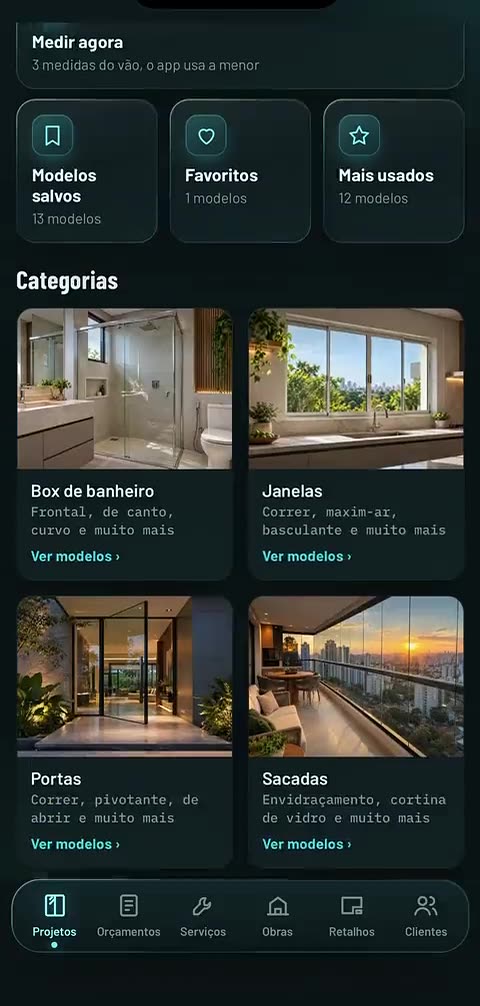 Medir agora
3 medidas do vão, o app usa a menor
Modelos
salvos
13 modelos
Favoritos
1 modelos
Mais usados
12 modelos
Categorias
Box de banheiro
Frontal, de canto,
curvo e muito mais
Ver modelos ›
Janelas
Correr, maxim-ar,
basculante e muito mais
Ver modelos ›
Portas
Correr, pivotante, de
abrir e muito mais
Ver modelos ›
Sacadas
Envidraçamento, cortina
de vidro e muito mais
Ver modelos ›
Projetos
Orçamentos
Serviços
Obras
Retalhos
Clientes